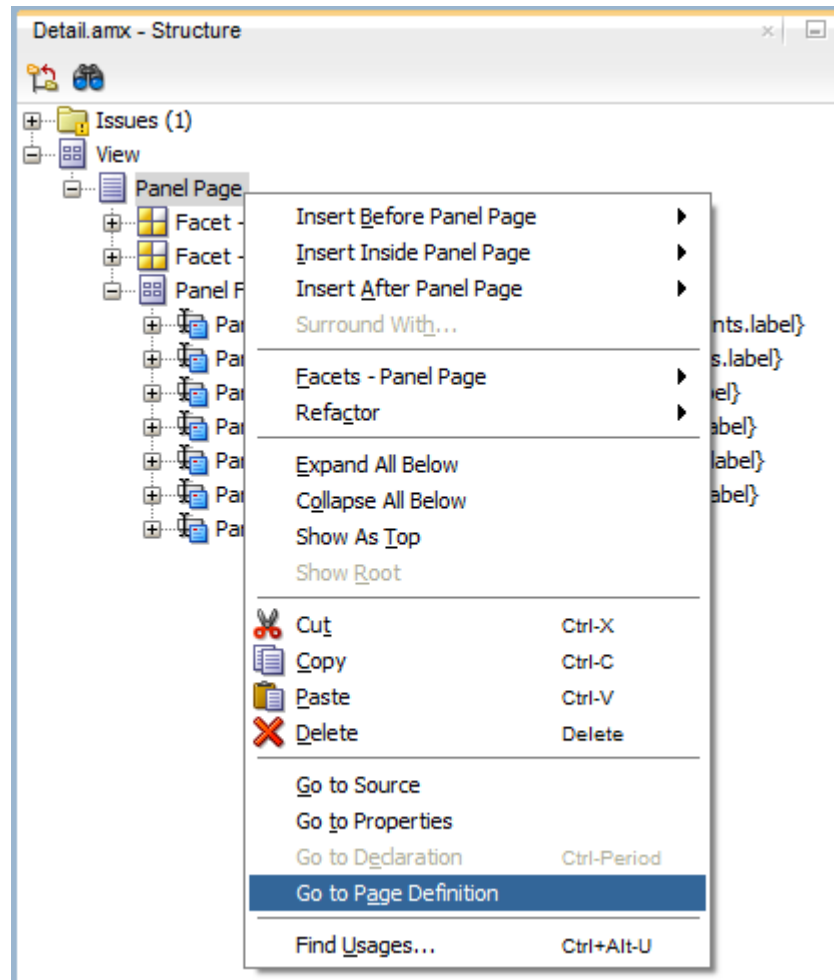 Detail.amx - Structure
Issues (1)
View
Panel Page
Facet -
Facet -
Panel F
Par nts.label}
Par s.label}
Par el}
Par abel}
Par label}
Par abel}
Par
Insert Before Panel Page
Insert Inside Panel Page
Insert After Panel Page
Surround With...
Facets - Panel Page
Refactor
Expand All Below
Collapse All Below
Show As Top
Show Root
Cut Ctrl-X
Copy Ctrl-C
Paste Ctrl-V
Delete Delete
Go to Source
Go to Properties
Go to Declaration Ctrl-Period
Go to Page Definition
Find Usages... Ctrl+Alt-U